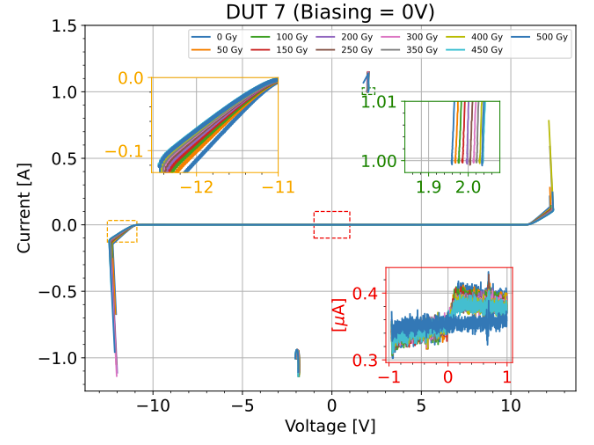 DUT 7 (Biasing = 0V)
0 Gy 100 Gy 200 Gy 300 Gy 400 Gy 500 Gy
50 Gy 150 Gy 250 Gy 350 Gy 450 Gy
1.5
1.0
0.5
0.0
−0.5
−1.0
Current [A]
0.0
−0.1
−12 −11
1.01
1.00
1.9 2.0
[μA]
0.4
0.3
−1 0 1
−10 −5 0 5 10
Voltage [V]